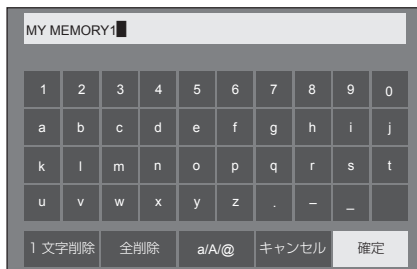 MY MEMORY1
1 2 3 4 5 6 7 8 9 0
a b c d e f g h i j
k l m n o p q r s t
u v w x y z . – _
1 文字削除 全削除 a/A/@ キャンセル 確定